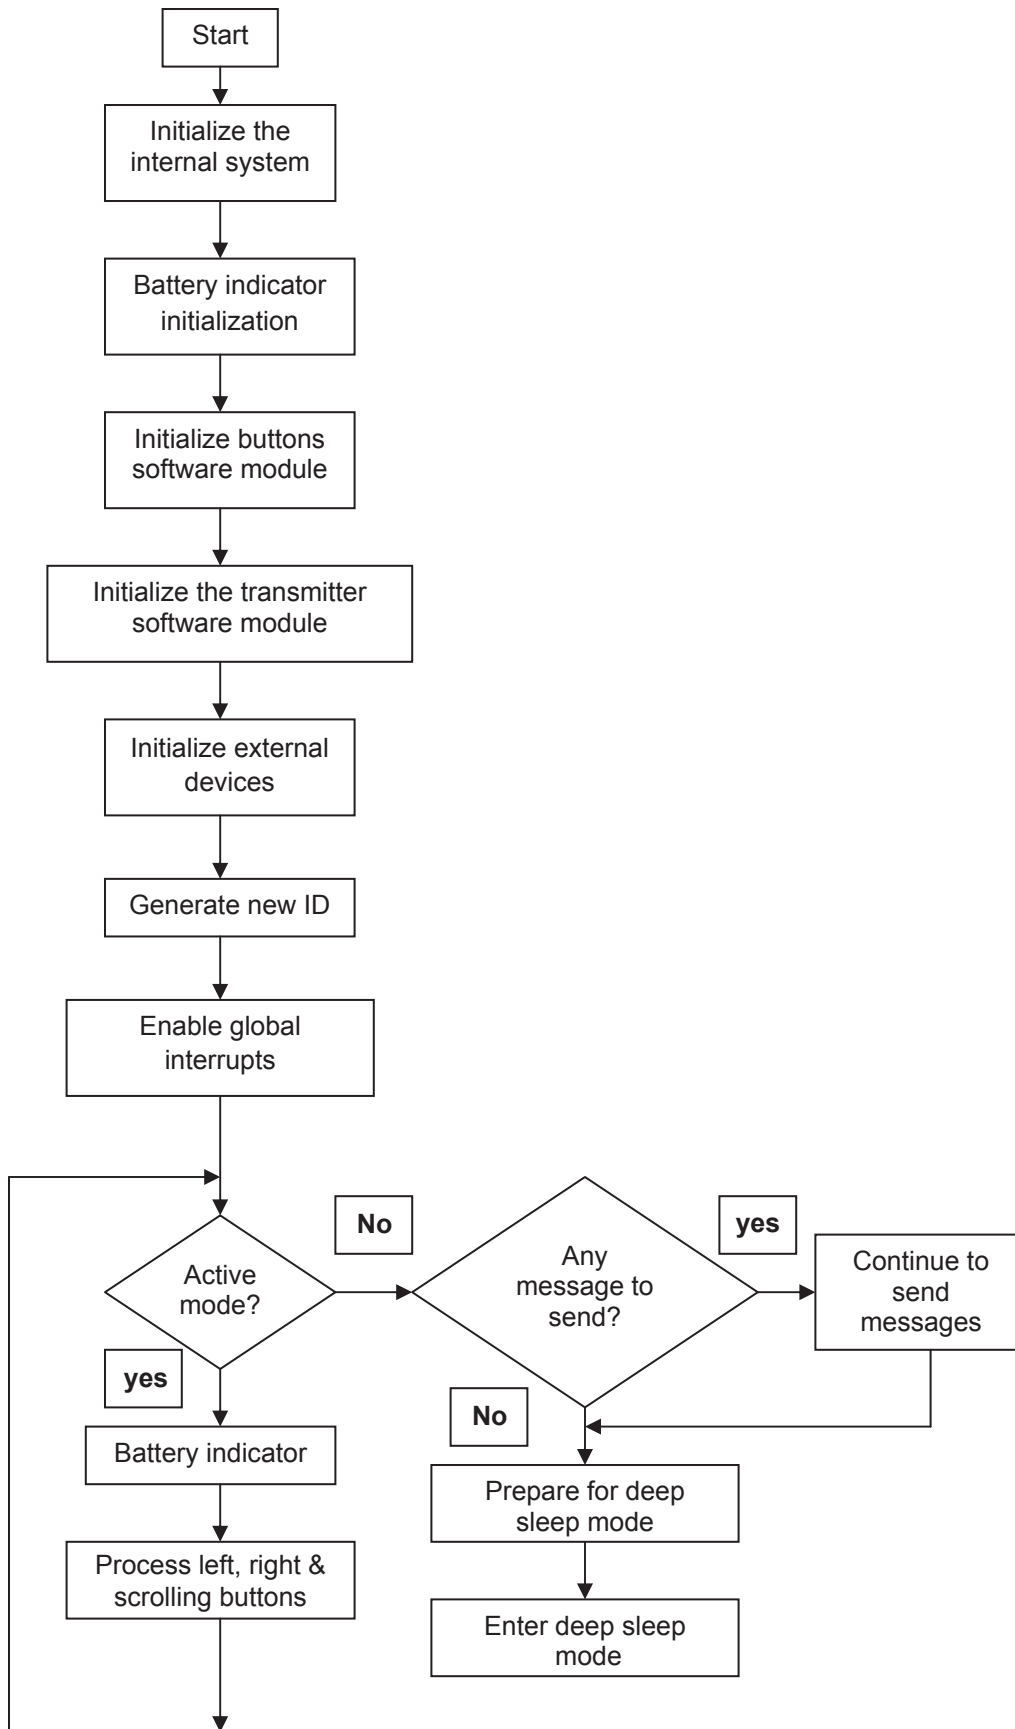 Start
Initialize the
internal system
Battery indicator
initialization
Initialize buttons
software module
Initialize the transmitter
software module
Initialize external
devices
Generate new ID
Enable global
interrupts
Active
mode?
No
Any
message to
send?
yes
Continue to
send
messages
yes
No
Battery indicator
Process left, right &
scrolling buttons
Prepare for deep
sleep mode
Enter deep sleep
mode